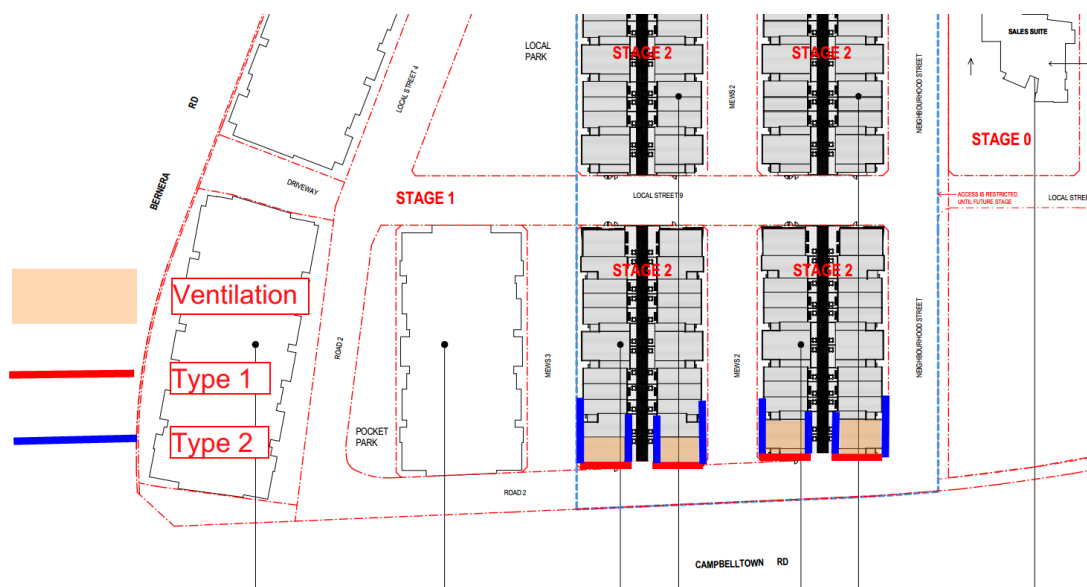 LOCAL
PARK
STAGE 2
STAGE 2
SALES SUITE
RD
LOCAL STREET 4
MEWS 2
NEIGHBOURHOOD STREET
STAGE 0
BERNERA
DRIVEWAY
STAGE 1
LOCAL STREET 9
ACCESS IS RESTRICTED
UNTIL FUTURE STAGE
LOCAL STREE
STAGE 2
STAGE 2
Ventilation
ROAD 2
MEWS 3
MEWS 2
NEIGHBOURHOOD STREET
Type 1
Type 2
POCKET
PARK
ROAD 2
CAMPBELLTOWN RD